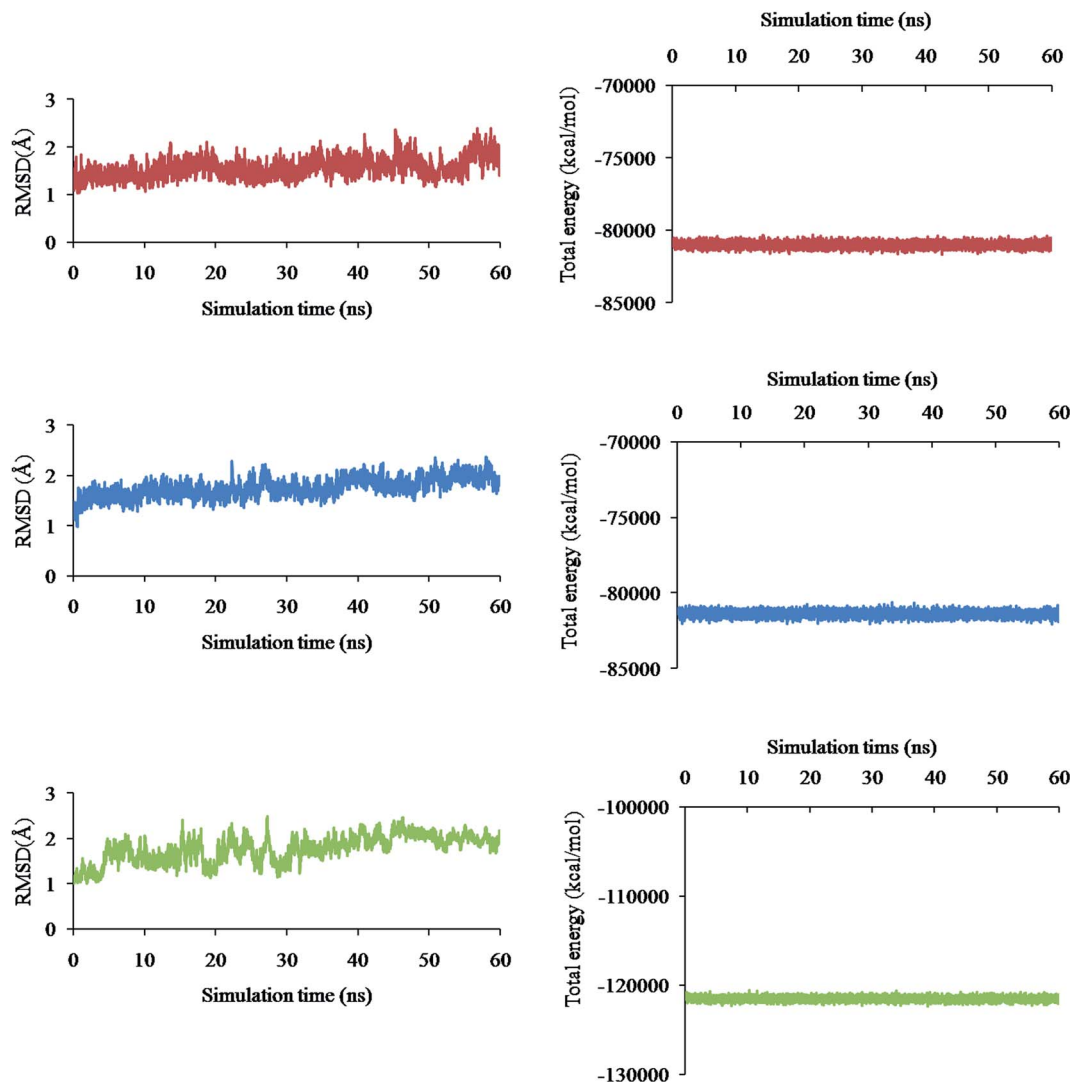 3
2
1
0
RMSD(Å)
0 10 20 30 40 50 60
Simulation time (ns)
Simulation time (ns)
0 10 20 30 40 50 60
-70000
-75000
-80000
-85000
Total energy (kcal/mol)
3
2
1
0
RMSD (Å)
0 10 20 30 40 50 60
Simulation time (ns)
Simulation time (ns)
0 10 20 30 40 50 60
-70000
-75000
-80000
-85000
Total energy (kcal/mol)
3
2
1
0
RMSD(Å)
0 10 20 30 40 50 60
Simulation time (ns)
Simulation tims (ns)
0 10 20 30 40 50 60
-100000
-110000
-120000
-130000
Total energy (kcal/mol)